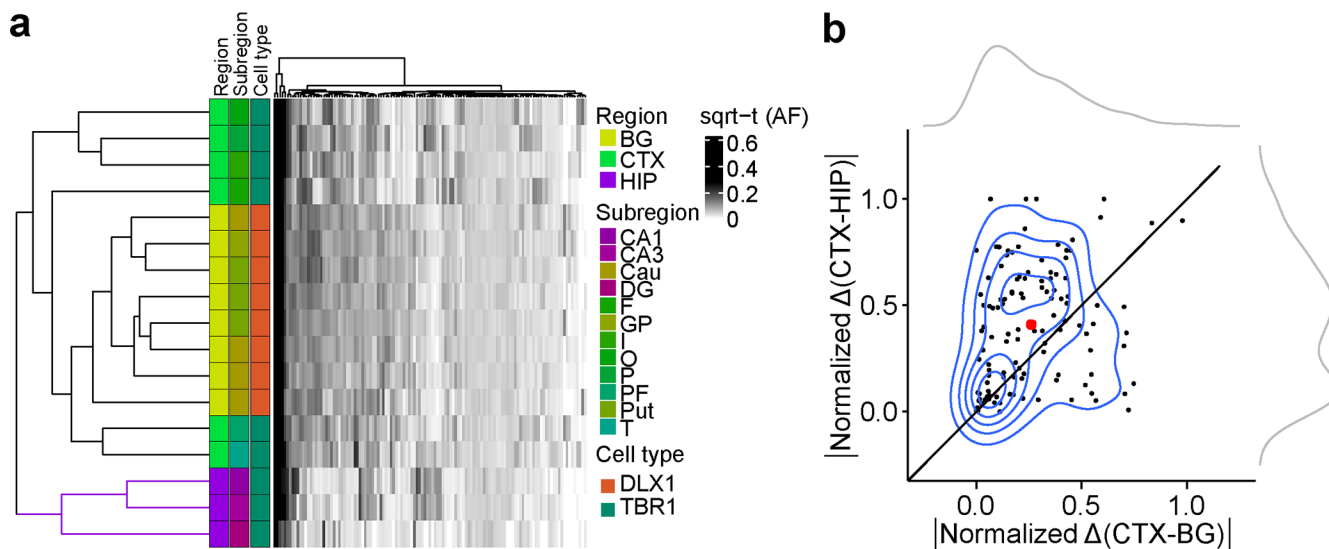 a
b
Region
Subregion
Cell type
Region
BG
CTX
HIP
sqrt-t (AF)
0.6
0.4
0.2
0
Subregion
CA1
CA3
Cau
DG
F
GP
I
O
P
PF
Put
T
Cell type
DLX1
TBR1
|Normalized Δ(CTX-HIP)|
1.0
0.5
0.0
0.0 0.5 1.0
|Normalized Δ(CTX-BG)|